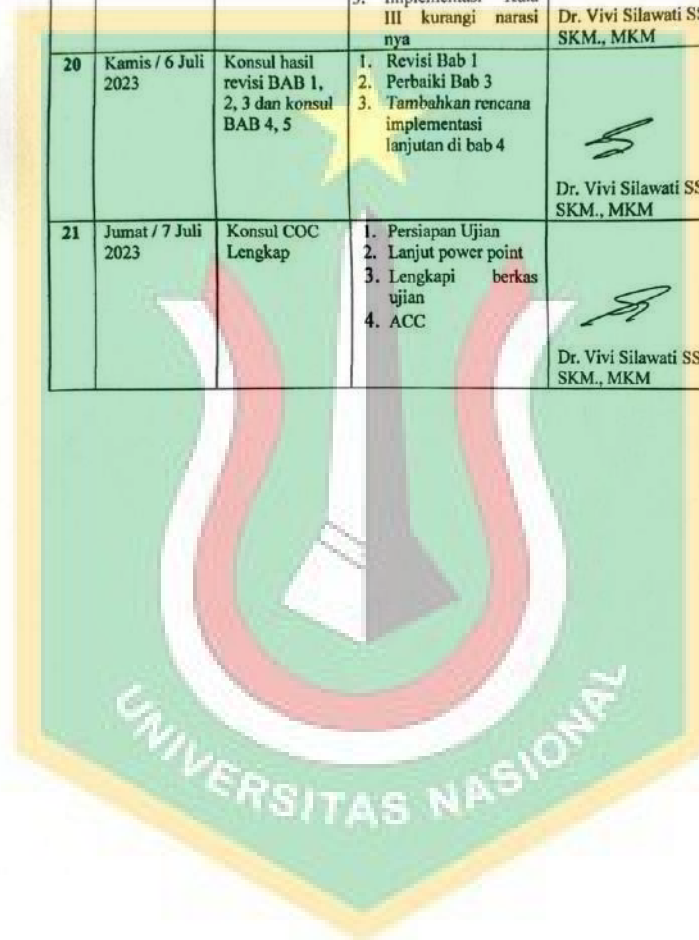 III kurangi narasi
nya
Dr. Vivi Silawati SS
SKM., MKM
20
Kamis / 6 Juli
2023
Konsul hasil
revisi BAB 1,
2, 3 dan konsul
BAB 4, 5
1. Revisi Bab 1
2. Perbaiki Bab 3
3. Tambahkan rencana
implementasi
lanjutan di bab 4
Dr. Vivi Silawati SS
SKM., MKM
21
Jumat / 7 Juli
2023
Konsul COC
Lengkap
1. Persiapan Ujian
2. Lanjut power point
3. Lengkapi berkas
ujian
4. ACC
Dr. Vivi Silawati SS
SKM., MKM
UNIVERSITAS NASIONAL